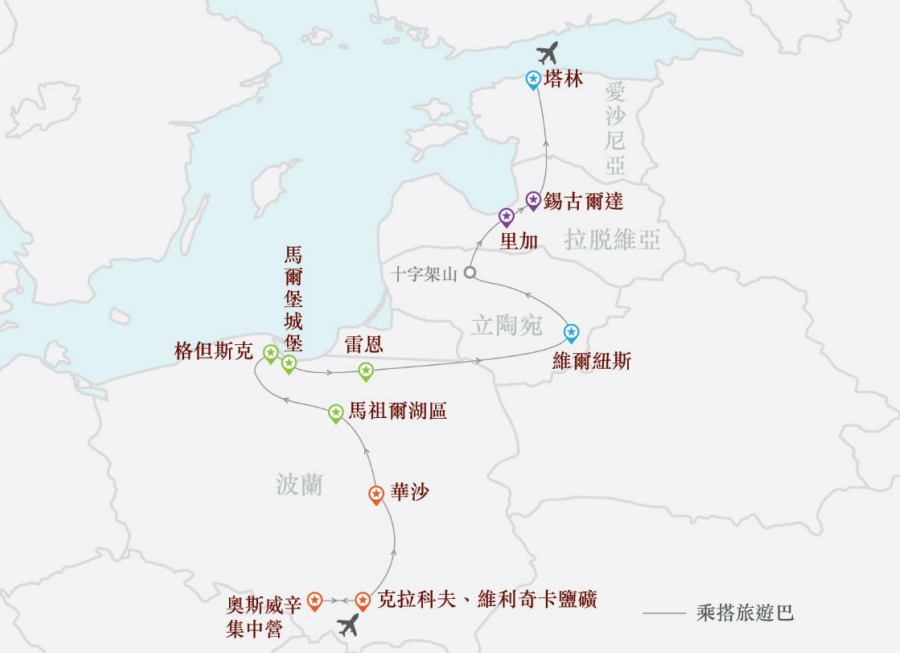 塔林
愛沙尼亞
錫古爾達
里加
拉脱維亞
十字架山
立陶宛
維爾紐斯
馬爾堡城堡
格但斯克
雷恩
馬祖爾湖區
波蘭
華沙
奧斯威辛
集中營
克拉科夫、維利奇卡鹽礦
乘搭旅遊巴